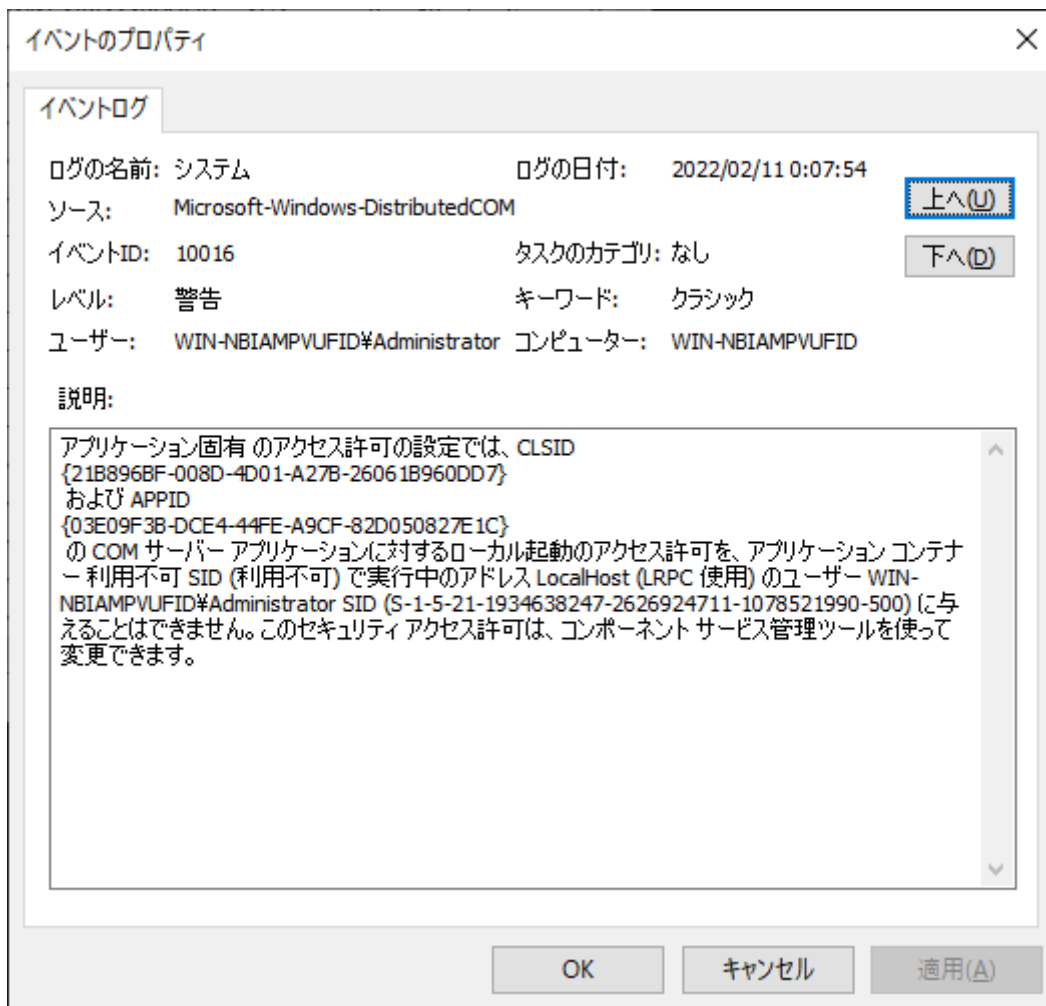 イベントのプロパティ
イベントログ
ログの名前: システム ログの日付: 2022/02/11 0:07:54
上へ(U)
ソース: Microsoft-Windows-DistributedCOM
イベントID: 10016 タスクのカテゴリ: なし
下へ(D)
レベル: 警告 キーワード: クラシック
ユーザー: WIN-NBIAMPVUFID¥Administrator コンピューター: WIN-NBIAMPVUFID
説明:
アプリケーション固有 のアクセス許可の設定では、CLSID
{21B896BF-008D-4D01-A27B-26061B960DD7}
および APPID
{03E09F3B-DCE4-44FE-A9CF-82D050827E1C}
の COM サーバー アプリケーションに対するローカル起動のアクセス許可を、アプリケーション コンテナ
ー 利用不可 SID (利用不可) で実行中のアドレス LocalHost (LRPC 使用) のユーザー WIN-
NBIAMPVUFID¥Administrator SID (S-1-5-21-1934638247-2626924711-1078521990-500) に与
えることはできません。このセキュリティ アクセス許可は、コンポーネント サービス管理ツールを使って
変更できます。
OK キャンセル 適用(A)